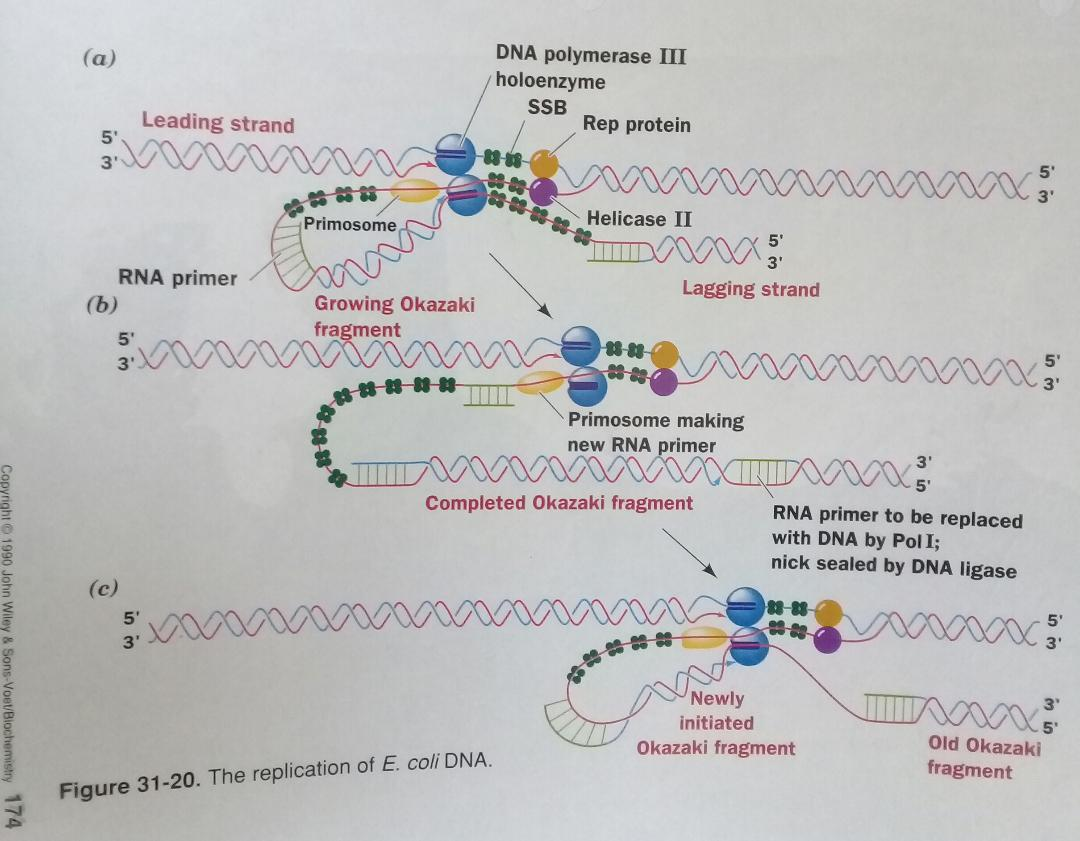 (a)
DNA polymerase III
holoenzyme
SSB
Rep protein
Leading strand
5'
3'
5'
3'
Primosome
Helicase II
5'
3'
RNA primer
Lagging strand
Growing Okazaki
fragment
(b)
5'
3'
5'
3'
Primosome making
new RNA primer
3'
5'
Completed Okazaki fragment
RNA primer to be replaced
with DNA by Pol I;
nick sealed by DNA ligase
(c)
5'
3'
5'
3'
Newly
initiated
Okazaki fragment
3'
5'
Old Okazaki
fragment
Figure 31-20. The replication of E. coli DNA.
Copyright © 1990 John Wiley & Sons-Voet/Biochemistry 174